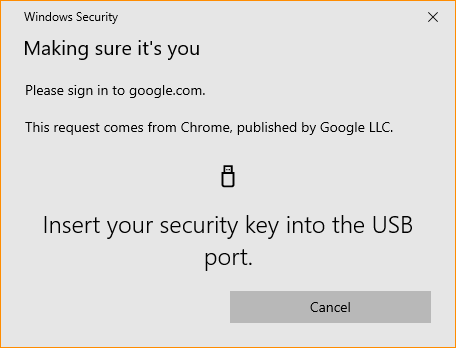 Windows Security
Making sure it's you
Please sign in to google.com.
This request comes from Chrome, published by Google LLC.
Insert your security key into the USB
port.
Cancel